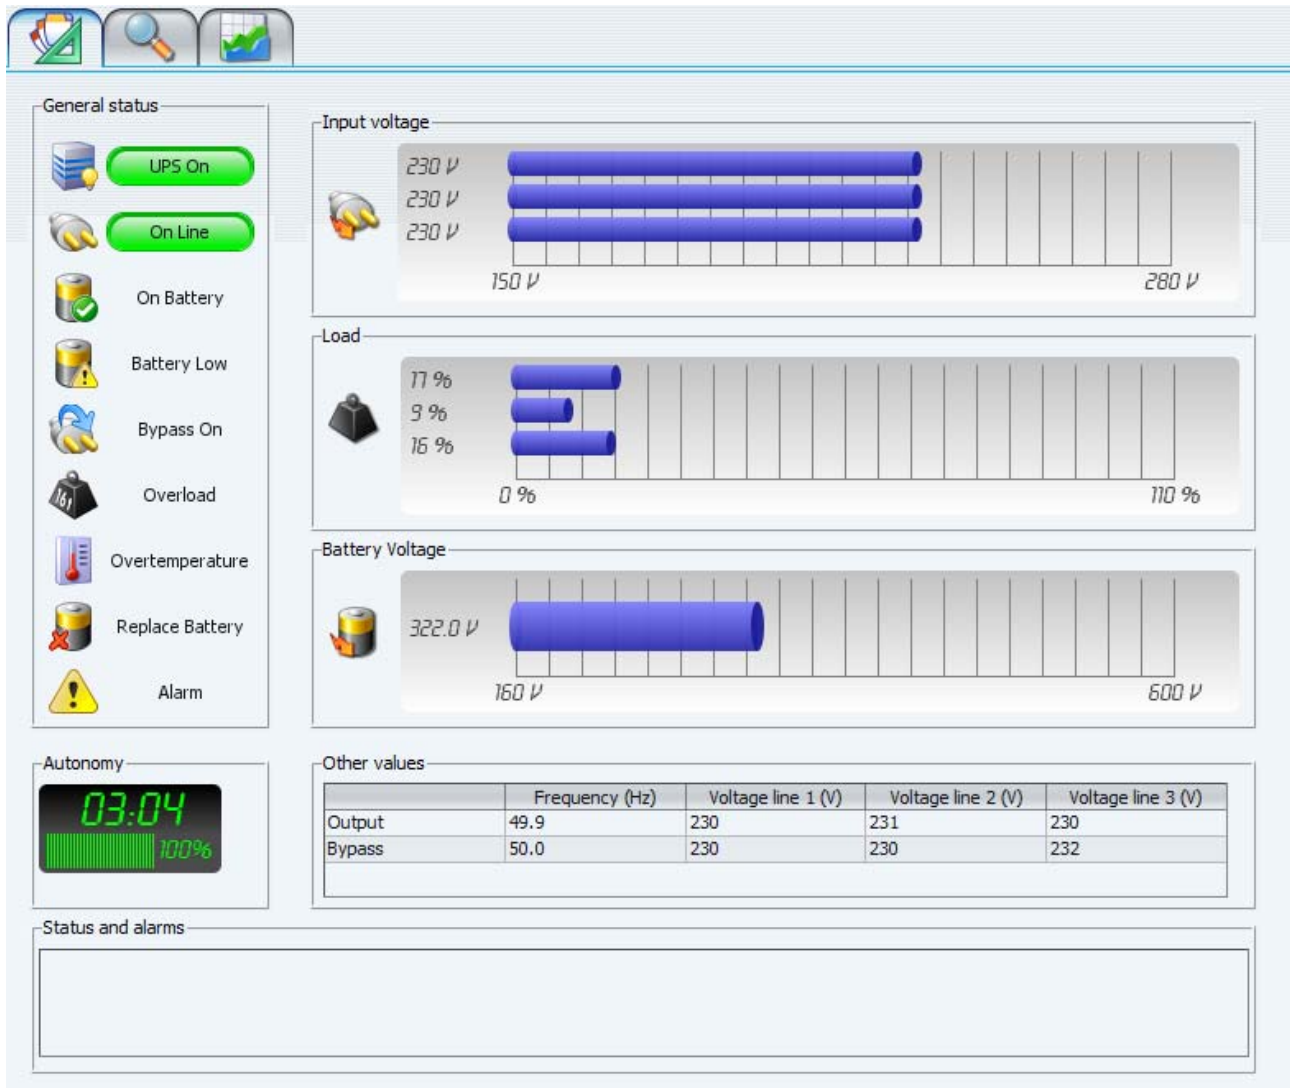 General status
UPS On
On Line
On Battery
Battery Low
Bypass On
16t
Overload
Overtemperature
Replace Battery
Alarm
Input voltage
230 V
230 V
230 V
150 V
280 V
Load
17 %
9 %
16 %
0 %
110 %
Battery Voltage
322.0 V
160 V
600 V
Autonomy
03:04
100%
Other values
Frequency (Hz) Voltage line 1 (V) Voltage line 2 (V) Voltage line 3 (V)
Output 49.9 230 231 230
Bypass 50.0 230 230 232
Status and alarms